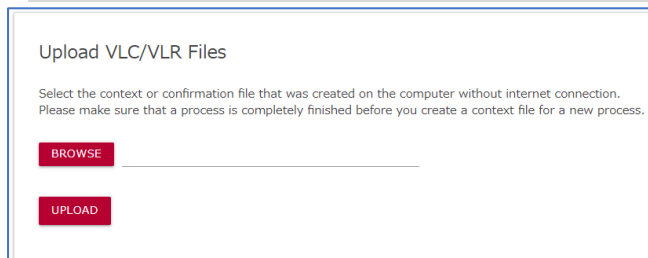 Upload VLC/VLR Files
Select the context or confirmation file that was created on the computer without internet connection.
Please make sure that a process is completely finished before you create a context file for a new process.
BROWSE
UPLOAD